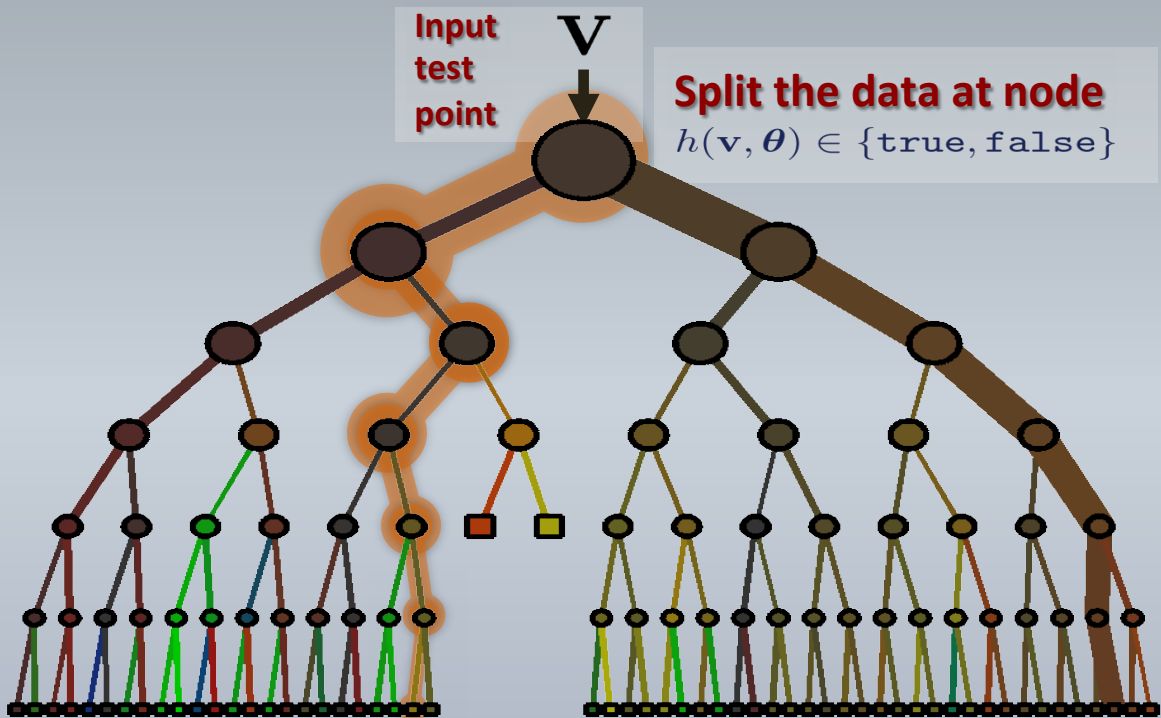 Input
test
point
v
Split the data at node
h(v, θ) ∈ {true, false}